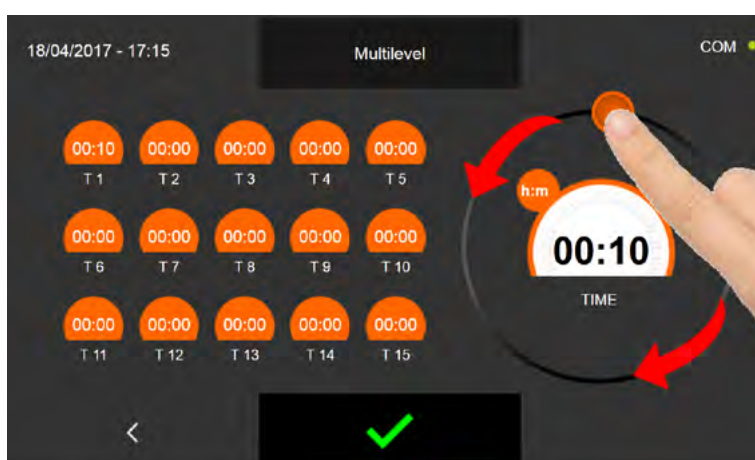 18/04/2017 - 17:15
Multilevel
COM
00:10 00:00 00:00 00:00 00:00
T 1 T 2 T 3 T 4 T 5
00:00 00:00 00:00 00:00 00:00
T 6 T 7 T 8 T 9 T 10
00:00 00:00 00:00 00:00 00:00
T 11 T 12 T 13 T 14 T 15
h:m
00:10
TIME